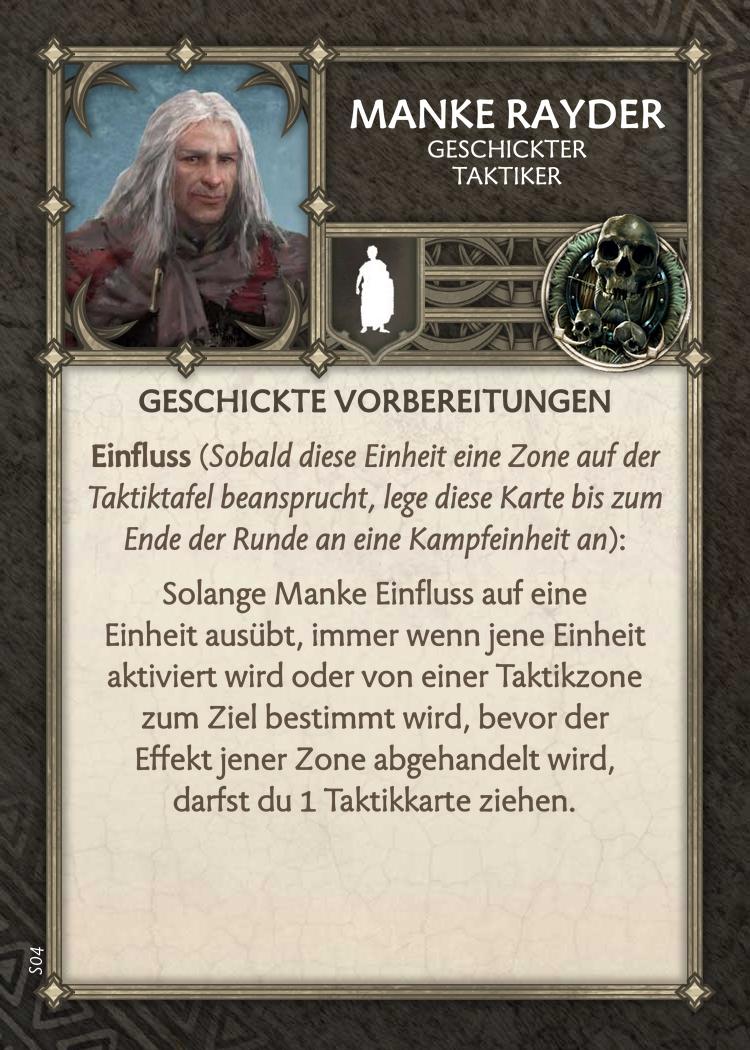 MANKE RAYDER
GESCHICKTER
TAKTIKER
GESCHICKTE VORBEREITUNGEN
Einfluss (Sobald diese Einheit eine Zone auf der
Taktiktafel beansprucht, lege diese Karte bis zum
Ende der Runde an eine Kampfeinheit an):
Solange Manke Einfluss auf eine
Einheit ausübt, immer wenn jene Einheit
aktiviert wird oder von einer Taktikzone
zum Ziel bestimmt wird, bevor der
Effekt jener Zone abgehandelt wird,
darfst du 1 Taktikkarte ziehen.
S04